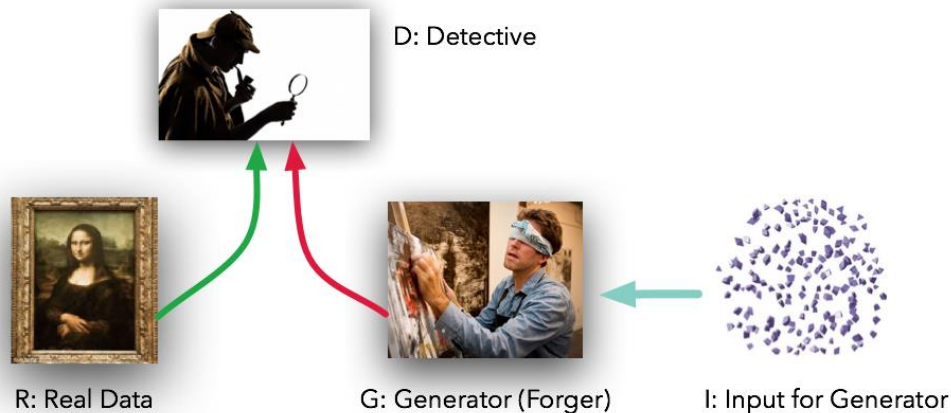 D: Detective
R: Real Data
G: Generator (Forger)
I: Input for Generator